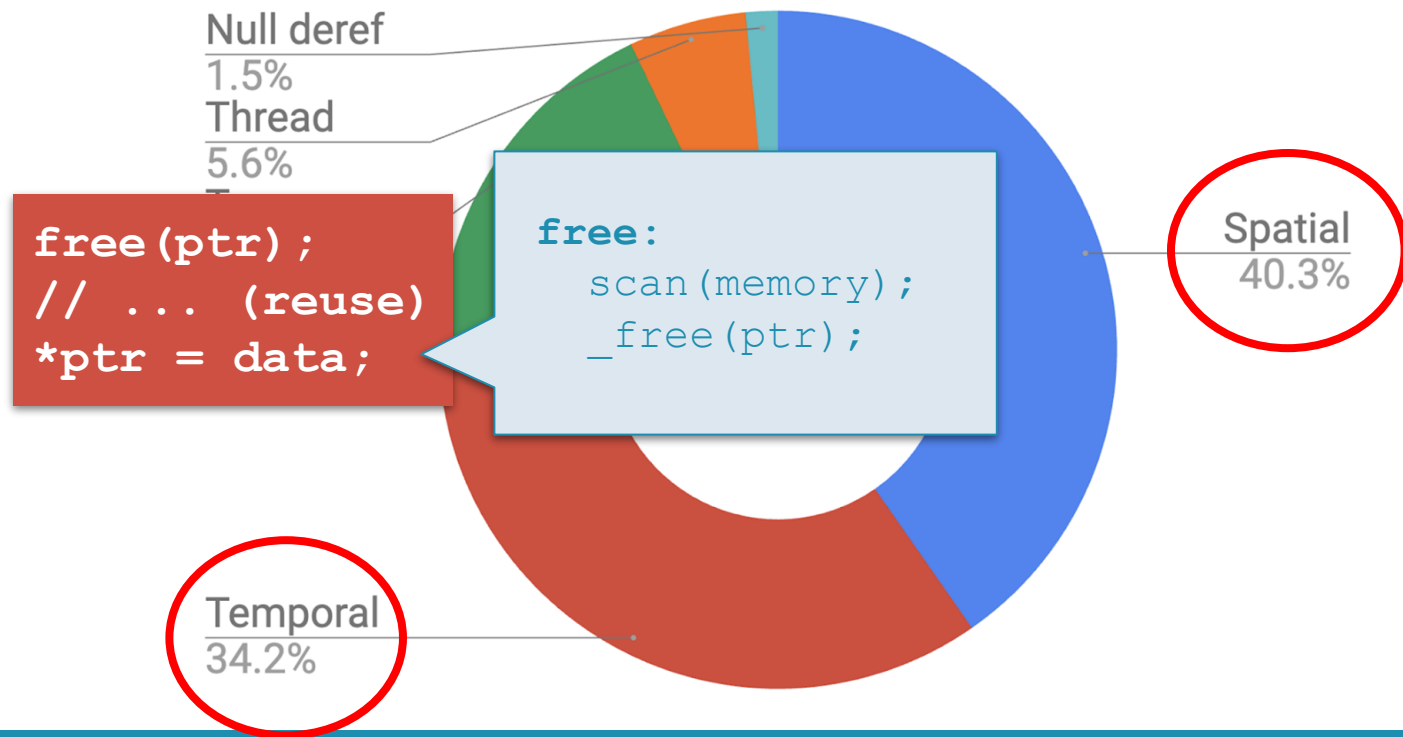 Null deref
1.5%
Thread
5.6%
free(ptr);
// ... (reuse)
*ptr = data;
free:
  scan(memory);
  _free(ptr);
Spatial
40.3%
Temporal
34.2%